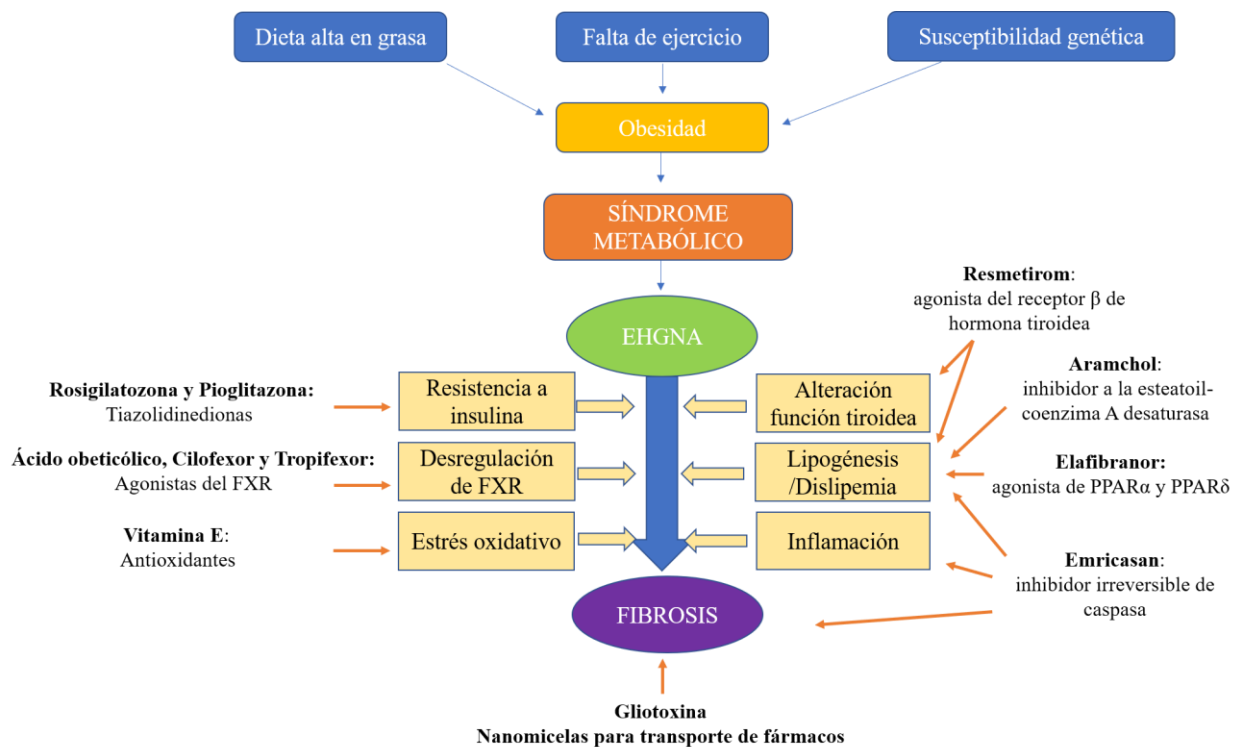 Dieta alta en grasa
Falta de ejercicio
Susceptibilidad genética
Obesidad
SÍNDROME
METABÓLICO
EHGNA
Rosigilatozona y Pioglitazona:
Tiazolidinedionas
Resistencia a
insulina
Ácido obeticólico, Cilofexor y Tropifexor:
Agonistas del FXR
Desregulación
de FXR
Vitamina E:
Antioxidantes
Estrés oxidativo
Resmetirom:
agonista del receptor β de
hormona tiroidea
Alteración
función tiroidea
Aramchol:
inhibidor a la esteatoil-
coenzima A desaturasa
Lipogénesis
/Dislipemia
Elafibranor:
agonista de PPARα y PPARδ
Inflamación
Emricasan:
inhibidor irreversible de
caspasa
FIBROSIS
Gliotoxina
Nanomicelas para transporte de fármacos